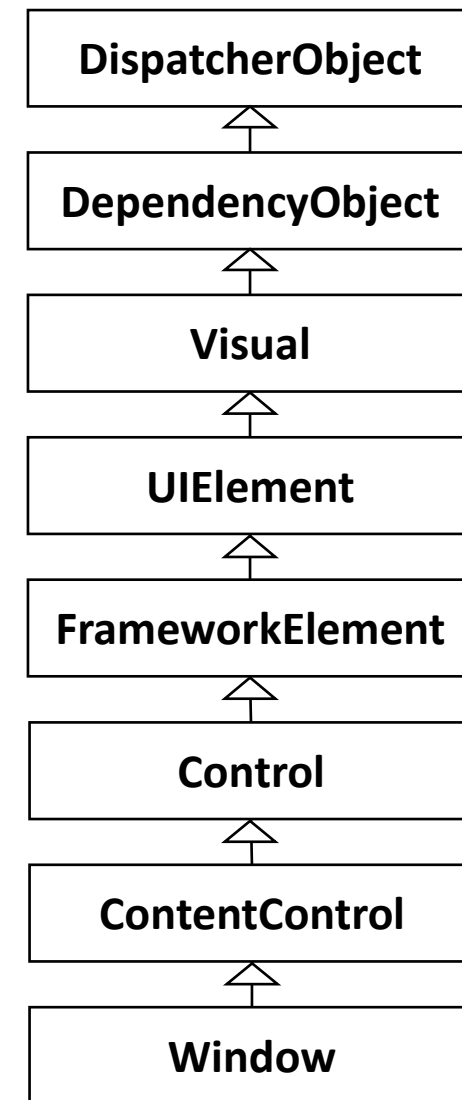 DispatcherObject
DependencyObject
Visual
UIElement
FrameworkElement
Control
ContentControl
Window